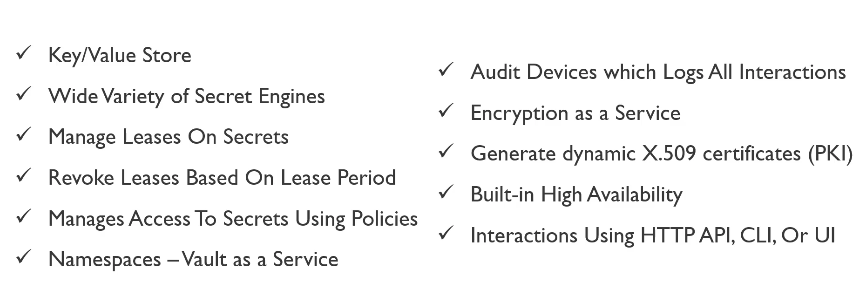 ✓ Key/Value Store
✓ Wide Variety of Secret Engines
✓ Manage Leases On Secrets
✓ Revoke Leases Based On Lease Period
✓ Manages Access To Secrets Using Policies
✓ Namespaces – Vault as a Service
✓ Audit Devices which Logs All Interactions
✓ Encryption as a Service
✓ Generate dynamic X.509 certificates (PKI)
✓ Built-in High Availability
✓ Interactions Using HTTP API, CLI, Or UI